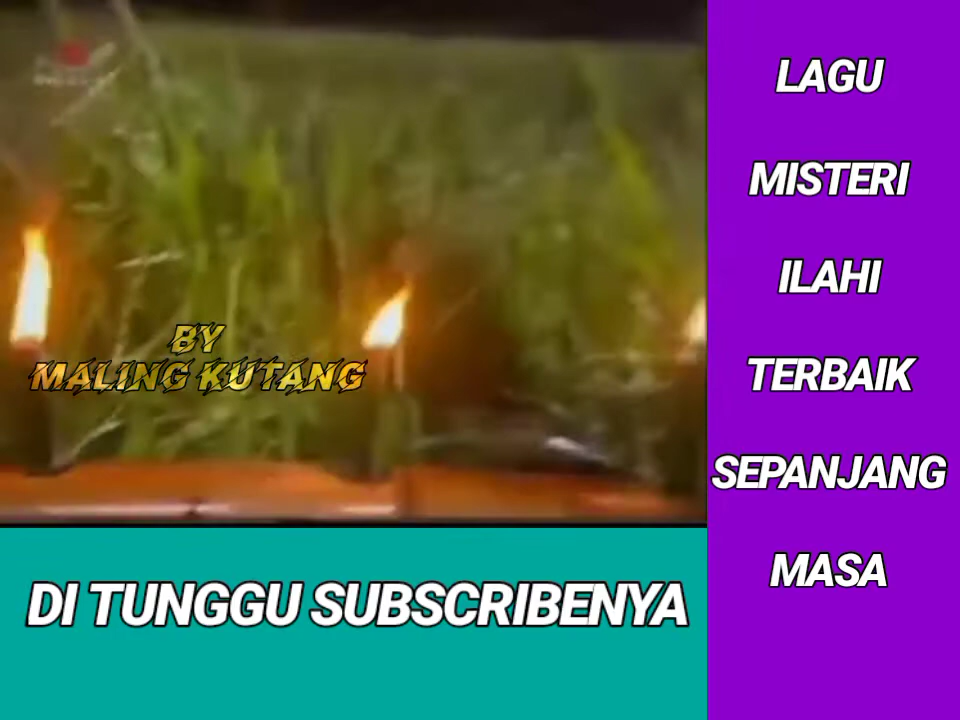 BY
MALING KUTANG
DI TUNGGU SUBSCRIBENYA
LAGU
MISTERI
ILAHI
TERBAIK
SEPANJANG
MASA